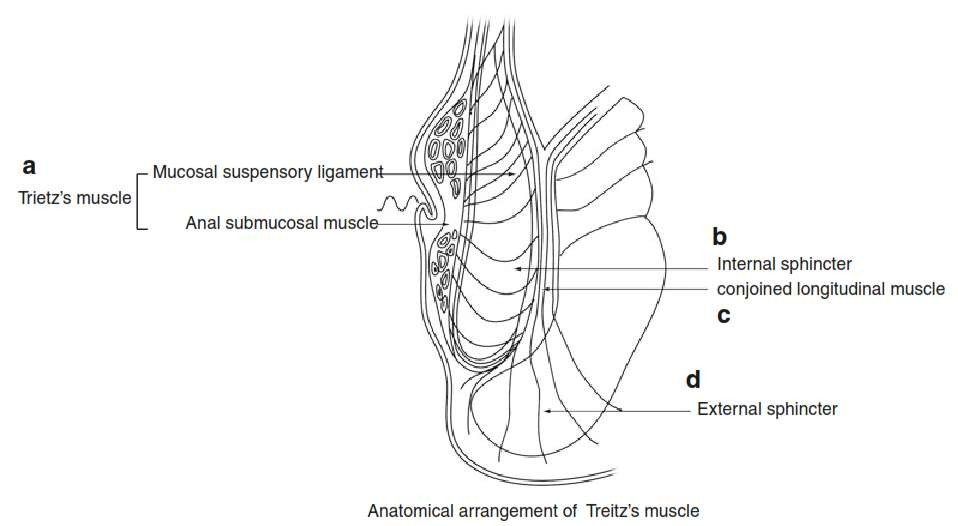 a
Trietz's muscle
Mucosal suspensory ligament
Anal submucosal muscle
b
Internal sphincter
conjoined longitudinal muscle
c
d
External sphincter
Anatomical arrangement of Treitz's muscle